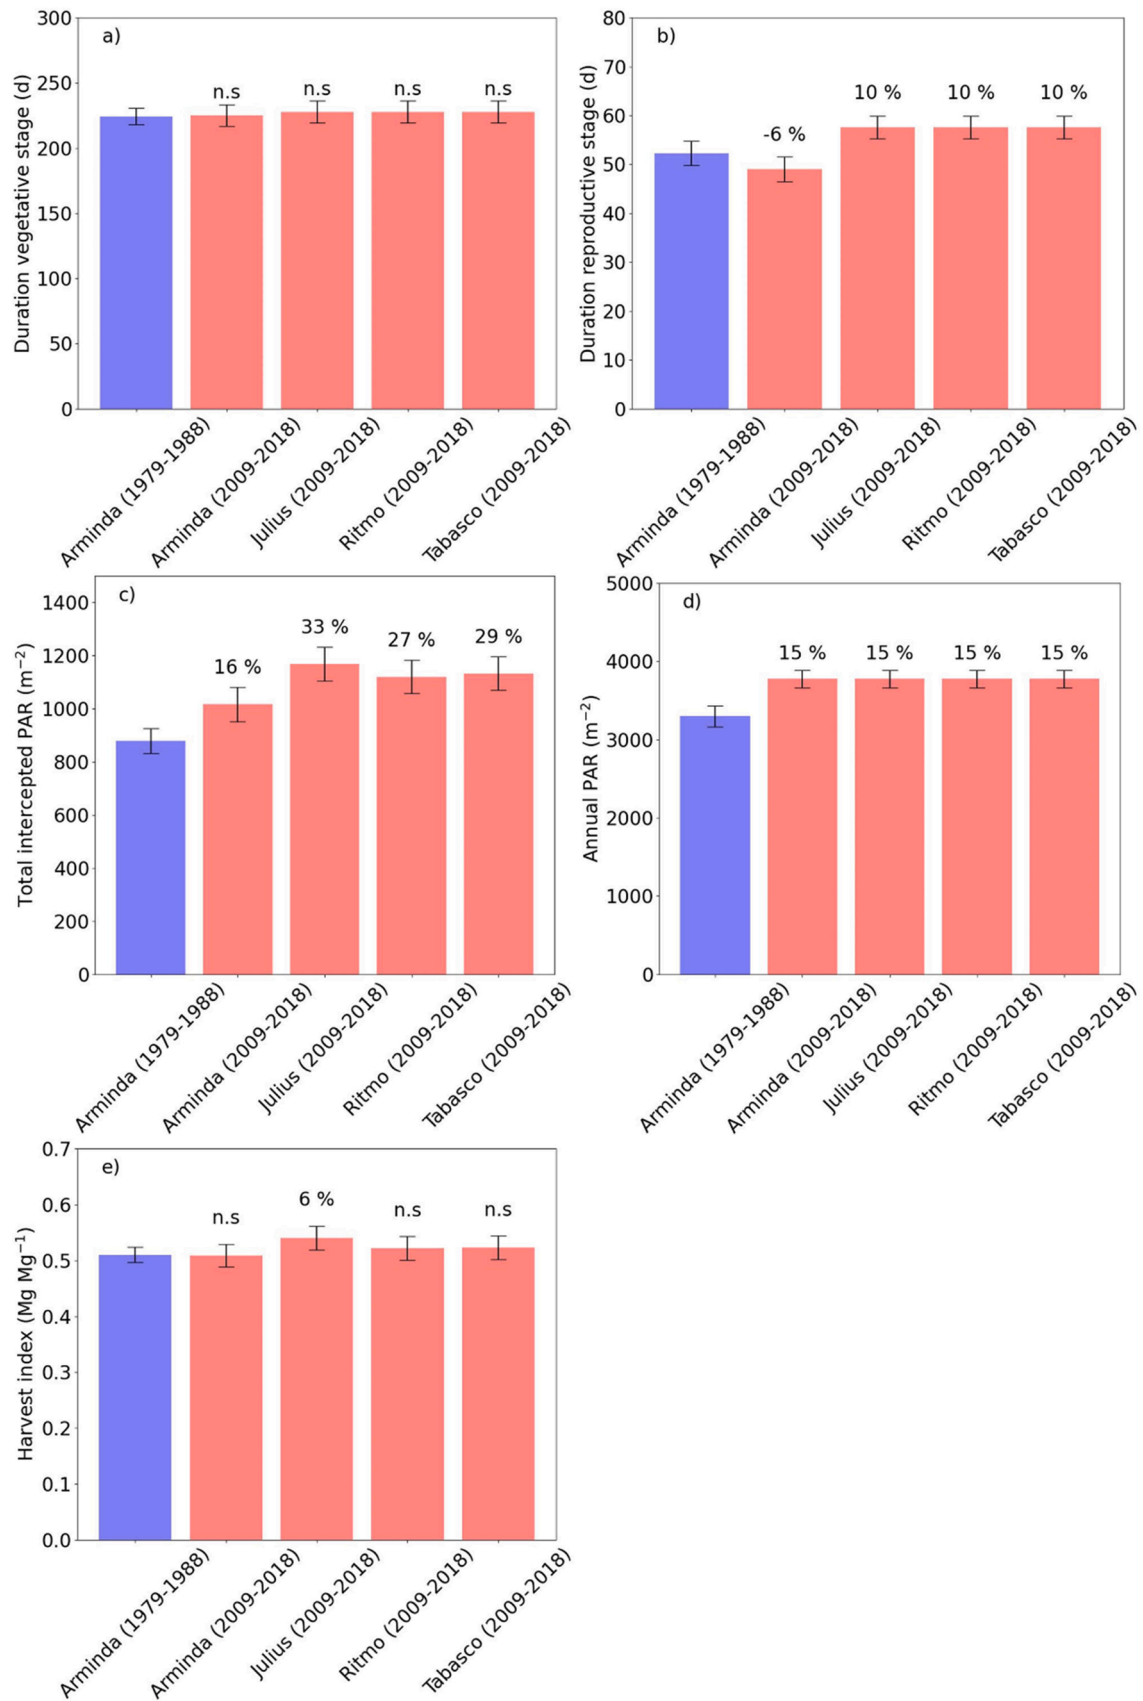 a)
Duration vegetative stage (d)
300
250
200
150
100
50
0
n.s
n.s
n.s
n.s
Arminda (1979-1988)
Arminda (2009-2018)
Julius (2009-2018)
Ritmo (2009-2018)
Tabasco (2009-2018)
b)
Duration reproductive stage (d)
80
70
60
50
40
30
20
10
0
-6 %
10 %
10 %
10 %
Arminda (1979-1988)
Arminda (2009-2018)
Julius (2009-2018)
Ritmo (2009-2018)
Tabasco (2009-2018)
c)
Total intercepted PAR (m−2)
1400
1200
1000
800
600
400
200
0
16 %
33 %
27 %
29 %
Arminda (1979-1988)
Arminda (2009-2018)
Julius (2009-2018)
Ritmo (2009-2018)
Tabasco (2009-2018)
d)
Annual PAR (m−2)
5000
4000
3000
2000
1000
0
15 %
15 %
15 %
15 %
Arminda (1979-1988)
Arminda (2009-2018)
Julius (2009-2018)
Ritmo (2009-2018)
Tabasco (2009-2018)
e)
Harvest index (Mg Mg−1)
0.7
0.6
0.5
0.4
0.3
0.2
0.1
0.0
n.s
6 %
n.s
n.s
Arminda (1979-1988)
Arminda (2009-2018)
Julius (2009-2018)
Ritmo (2009-2018)
Tabasco (2009-2018)